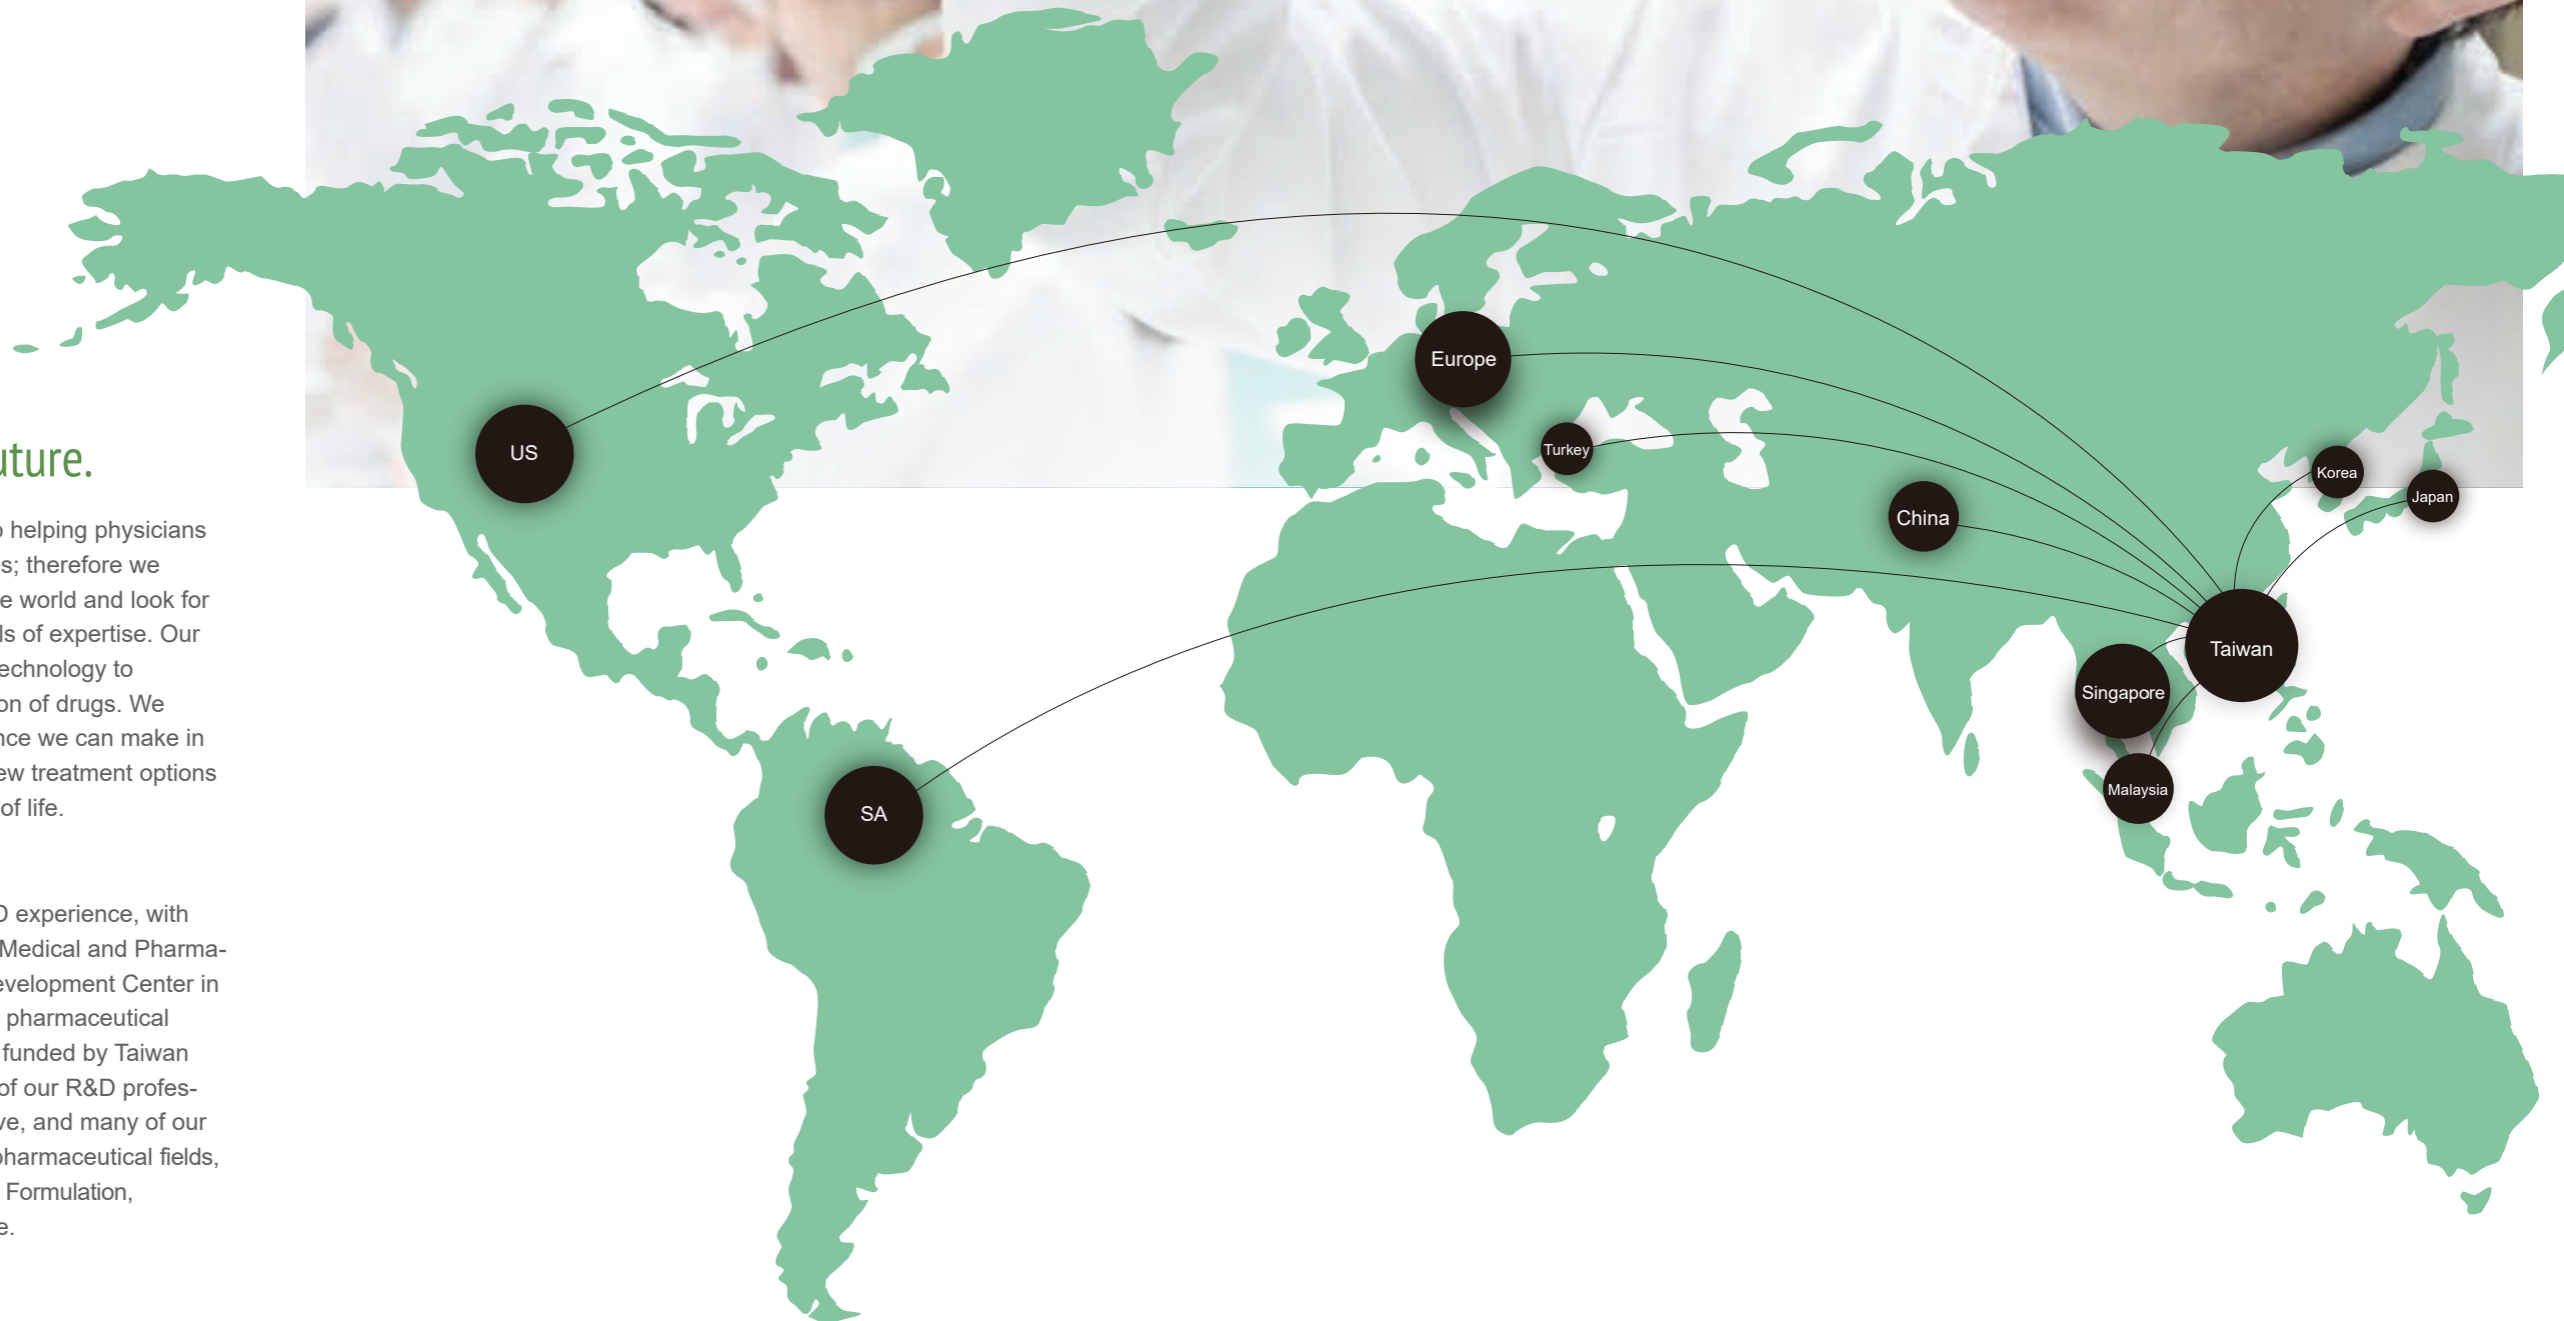 uture.
o helping physicians
es; therefore we
e world and look for
ls of expertise. Our
echnology to
on of drugs. We
nce we can make in
ew treatment options
of life.
D experience, with
Medical and Pharma-
evelopment Center in
pharmaceutical
funded by Taiwan
of our R&D profes-
ve, and many of our
pharmaceutical fields,
Formulation,
e.
Europe
US
Turkey
Korea
Japan
China
Taiwan
Singapore
Malaysia
SA